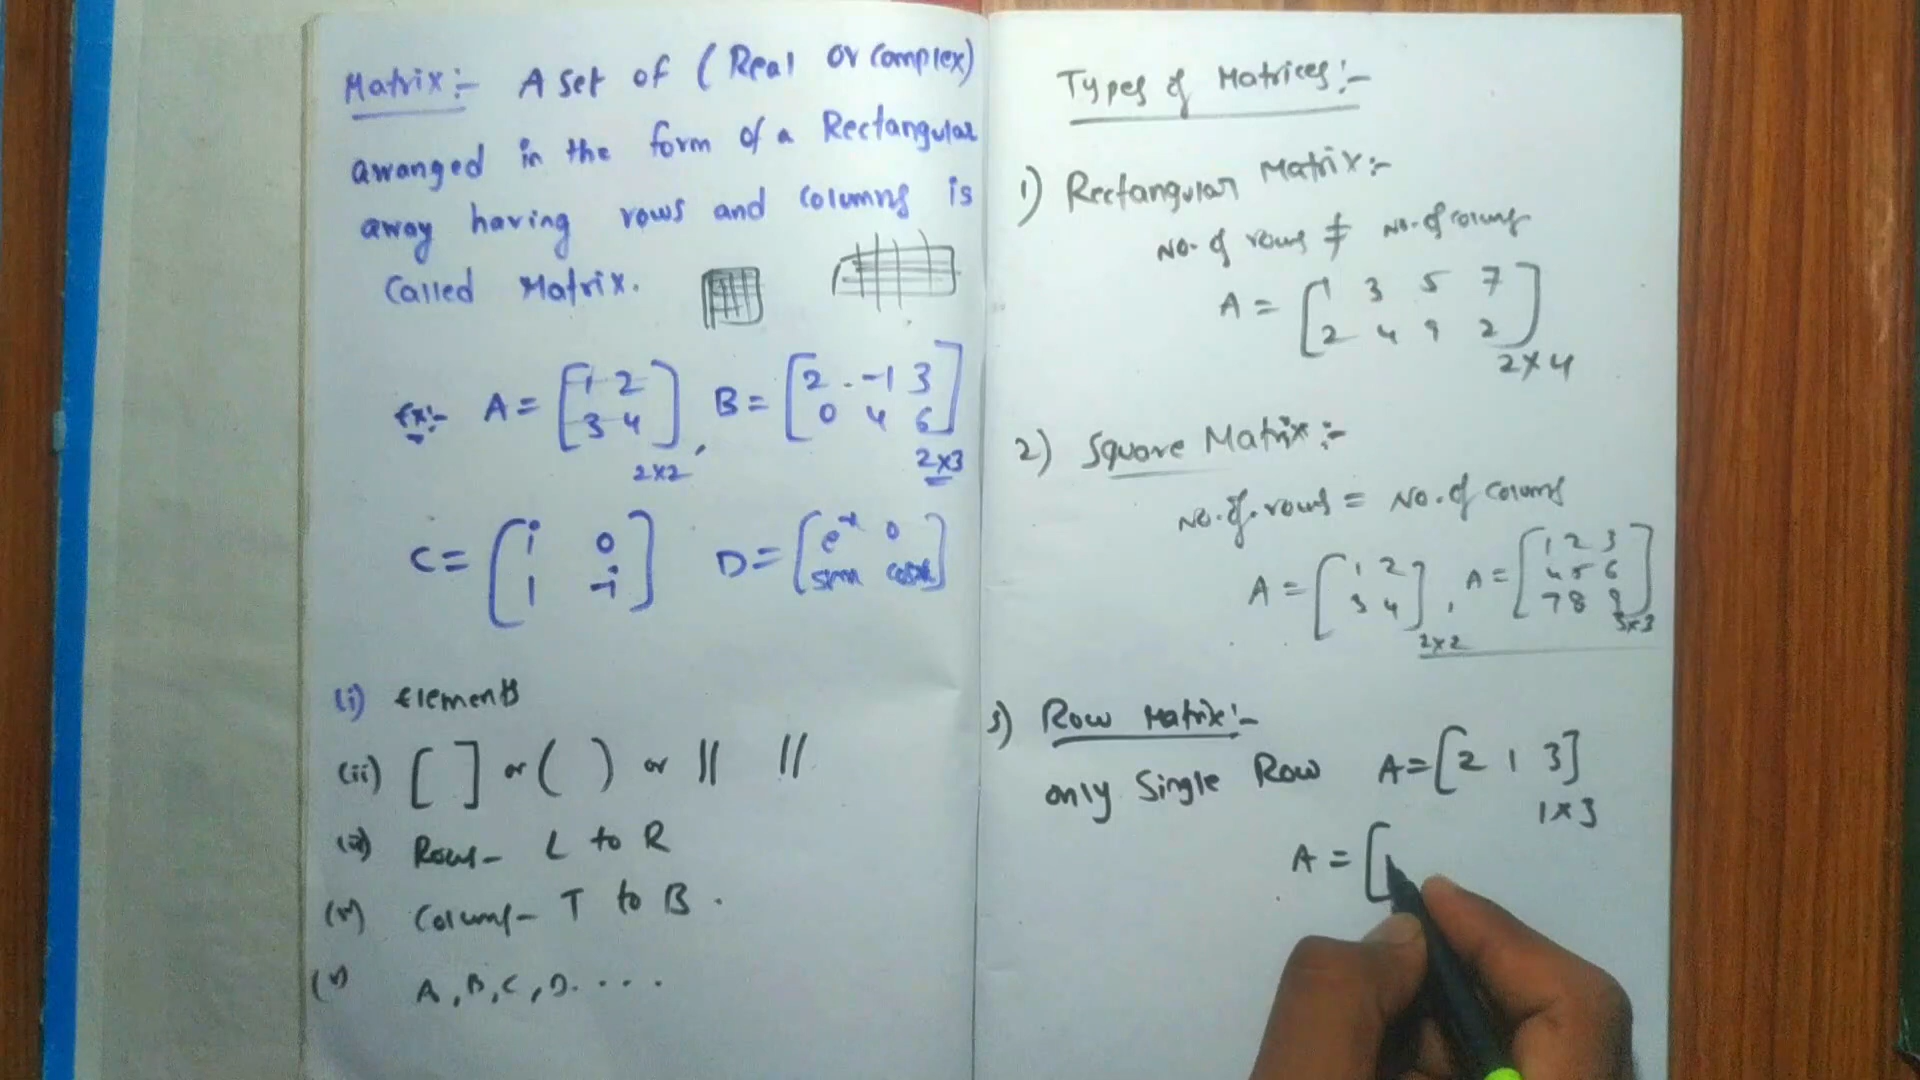 Matrix:- A set of (Real or complex)
arranged in the form of a Rectangular
array having rows and columns is
called Matrix.
Ex:- A = [1 2
3 4] 2x2, B = [2 -1 3
0 4 6] 2x3
C = [i 0
1 -i] D = [
0
sinx cosx]
(i) elements
(ii) [ ] or ( ) or || ||
Rows- L to R
(iv) Columns- T to B.
(v) A, B, C, D. . . .
Types of Matrices:-
1) Rectangular Matrix:-
No. of rows ≠ No. of colums
A = [1 3 5 7
2 4 9 2] 2x4
2) Square Matrix:-
No. of. rows = No. of colums
A = [1 2
3 4] 2x2, A = [1 2 3
4 5 6
7 8 9] 3x3
3) Row Matrix:-
only Single Row A = [2 1 3] 1x3
A = [